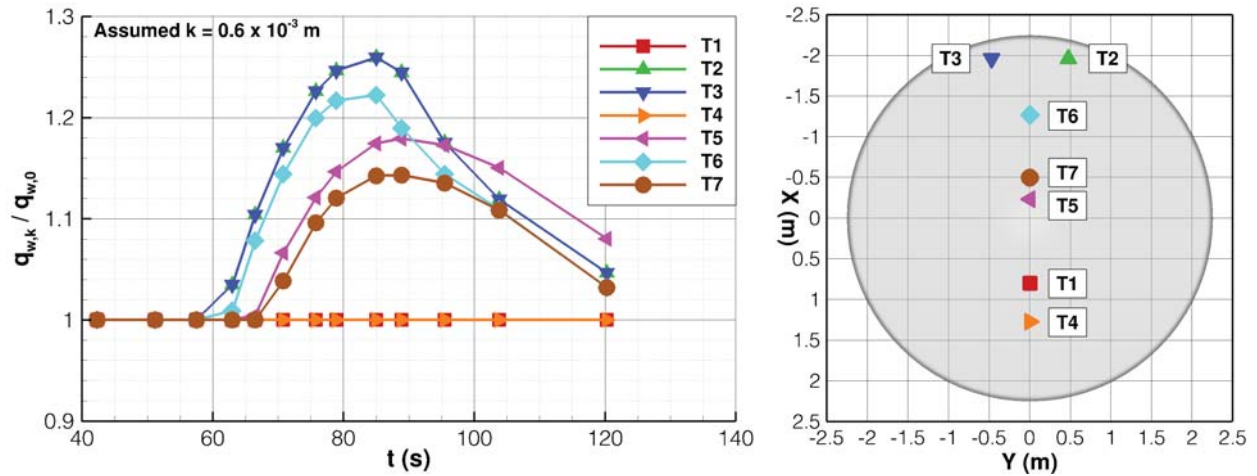 Assumed k = 0.6 x 10⁻³ m
1.3
1.2
1.1
1
0.9
q_w,k / q_w,0
40
60
80
100
120
140
t (s)
T1
T2
T3
T4
T5
T6
T7
-2.5
-2
-1.5
-1
-0.5
0
0.5
1
1.5
2
2.5
X (m)
T3
T2
T6
T7
T5
T1
T4
-2.5 -2 -1.5 -1 -0.5 0 0.5 1 1.5 2 2.5
Y (m)